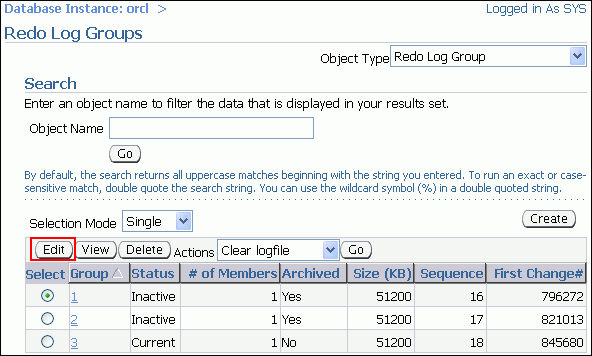 Database Instance: orcl >
Logged in As SYS
Redo Log Groups
Object Type Redo Log Group
Search
Enter an object name to filter the data that is displayed in your results set.
Object Name
Go
By default, the search returns all uppercase matches beginning with the string you entered. To run an exact or case-
sensitive match, double quote the search string. You can use the wildcard symbol (%) in a double quoted string.
Selection Mode Single
Create
Edit View Delete Actions Clear logfile Go
Select Group Status # of Members Archived Size (KB) Sequence First Change#
1 Inactive 1 Yes 51200 16 796272
2 Inactive 1 Yes 51200 17 821013
3 Current 1 No 51200 18 845680